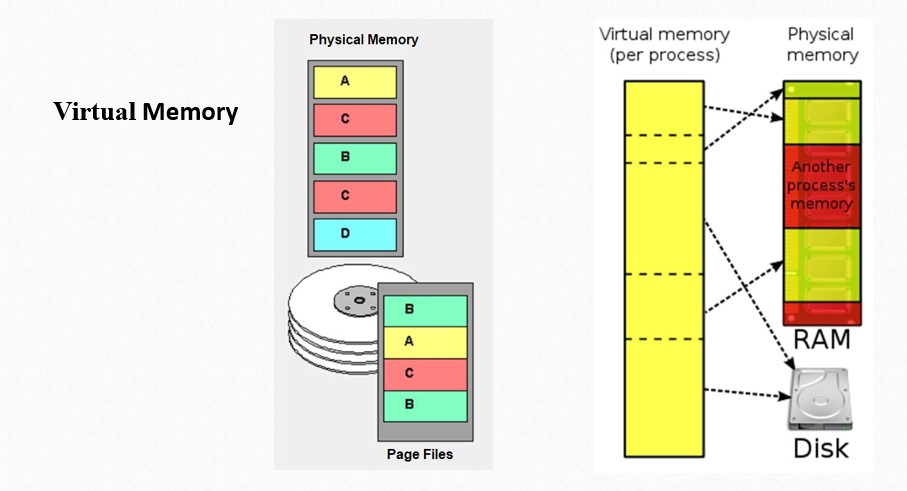 Virtual Memory
Physical Memory
A
C
B
C
D
B
A
C
B
Page Files
Virtual memory
(per process)
Physical
memory
Another
process's
memory
RAM
Disk